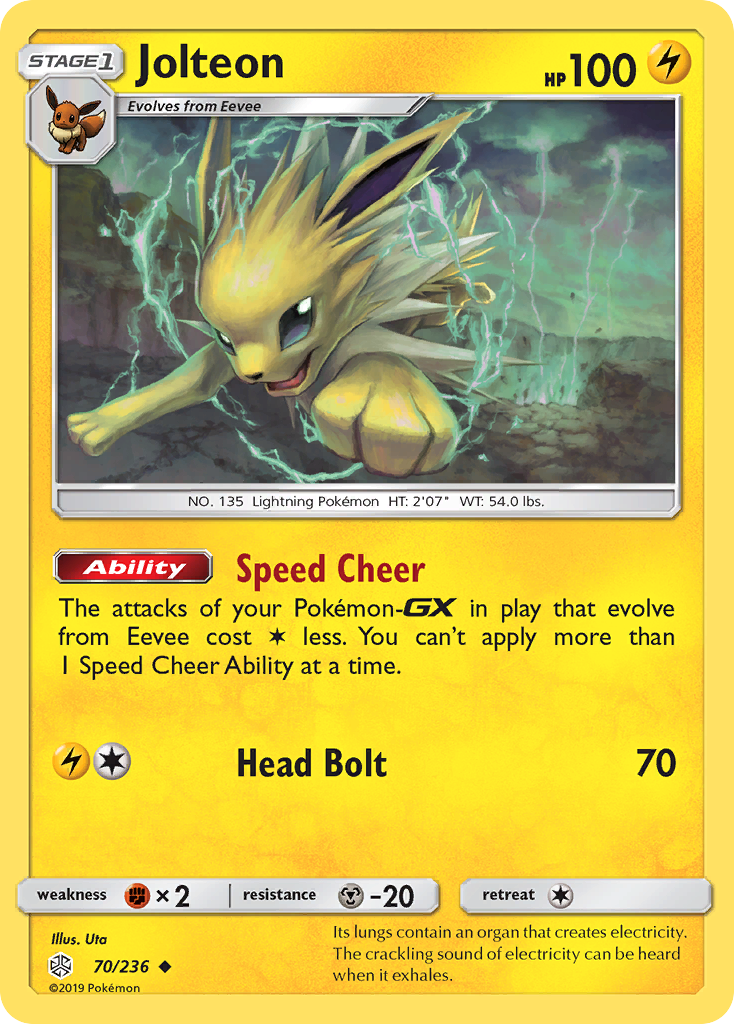 STAGE1
Jolteon
HP 100
Evolves from Eevee
NO. 135 Lightning Pokémon HT: 2'07" WT: 54.0 lbs.
Ability
Speed Cheer
The attacks of your Pokémon-GX in play that evolve
from Eevee cost less. You can't apply more than
1 Speed Cheer Ability at a time.
Head Bolt 70
weakness ×2 resistance -20 retreat
Illus. Uta
70/236
©2019 Pokémon
Its lungs contain an organ that creates electricity.
The crackling sound of electricity can be heard
when it exhales.